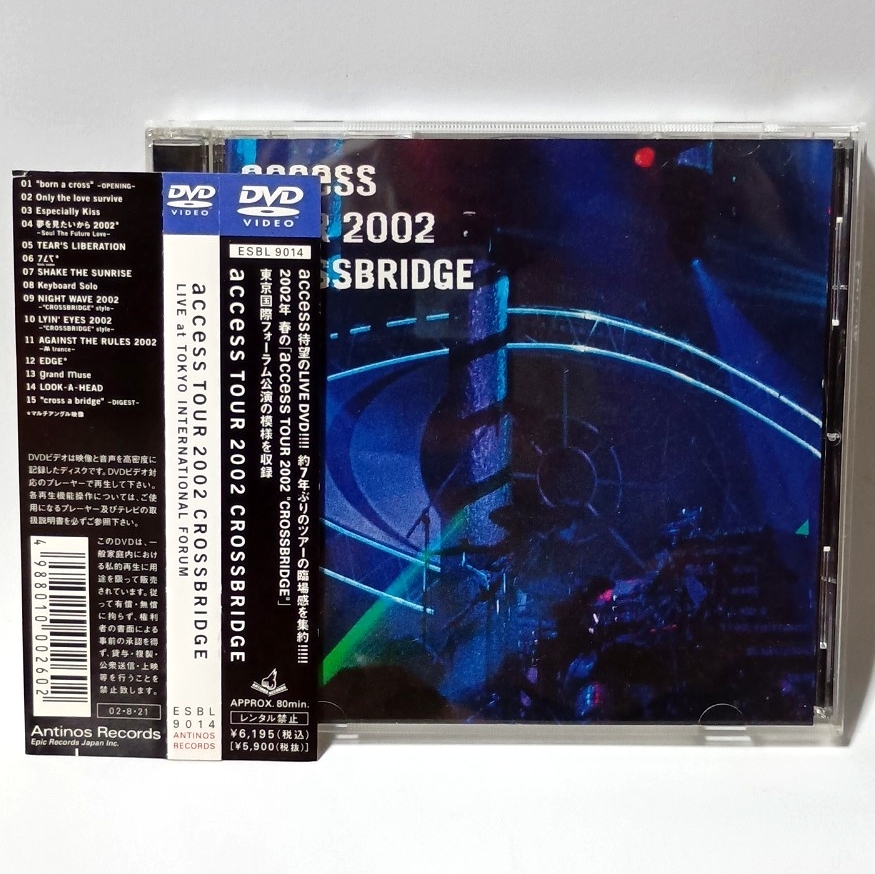 01 "born a cross" -OPENING-
02 Only the love survive
03 Especially Kiss
04 夢を見たいから 2002*
-Soul The Future Love-
05 TEAR'S LIBERATION
07 SHAKE THE SUNRISE
08 Keyboard Solo
09 NIGHT WAVE 2002
-"CROSSBRIDGE" style-
10 LYIN' EYES 2002
-"CROSSBRIDGE" style-
11 AGAINST THE RULES 2002
12 EDGE*
13 grand muse
14 LOOK-A-HEAD
15 "cross a bridge" -DIGEST-
*マルチアングル映像
DVDビデオは映像と音声を高密度に
記録したディスクです。DVDビデオ対
応のプレーヤーで再生して下さい。
各再生機能操作については、ご使
用になるプレーヤー及びテレビの取
扱説明書を必ずご参照下さい。
このDVDは、一
般家庭内におけ
る私的再生に用
途を限って販売
されています。従
って有償・無償
に拘らず、権利
者の書面による
事前の承認を得
ず、貸与・複製・
公衆送信・上映
等を行うことを
禁止致します。
4 988010 002602
02・8・21
Antinos Records
Epic Records Japan Inc.
DVD
VIDEO
access TOUR 2002 CROSSBRIDGE
LIVE at TOKYO INTERNATIONAL FORUM
ESBL
9014
ANTINOS
RECORDS
DVD
VIDEO
ESBL 9014
access待望のLIVE DVD!!!! 約7年ぶりのツアーの臨場感を集約!!!!!
2002年 春の「access TOUR 2002 "CROSSBRIDGE"」
東京国際フォーラム公演の模様を収録
access TOUR 2002 CROSSBRIDGE
APPROX. 80min.
レンタル禁止
¥6,195(税込)
[¥5,900(税抜)]
access
2002
SSBRIDGE